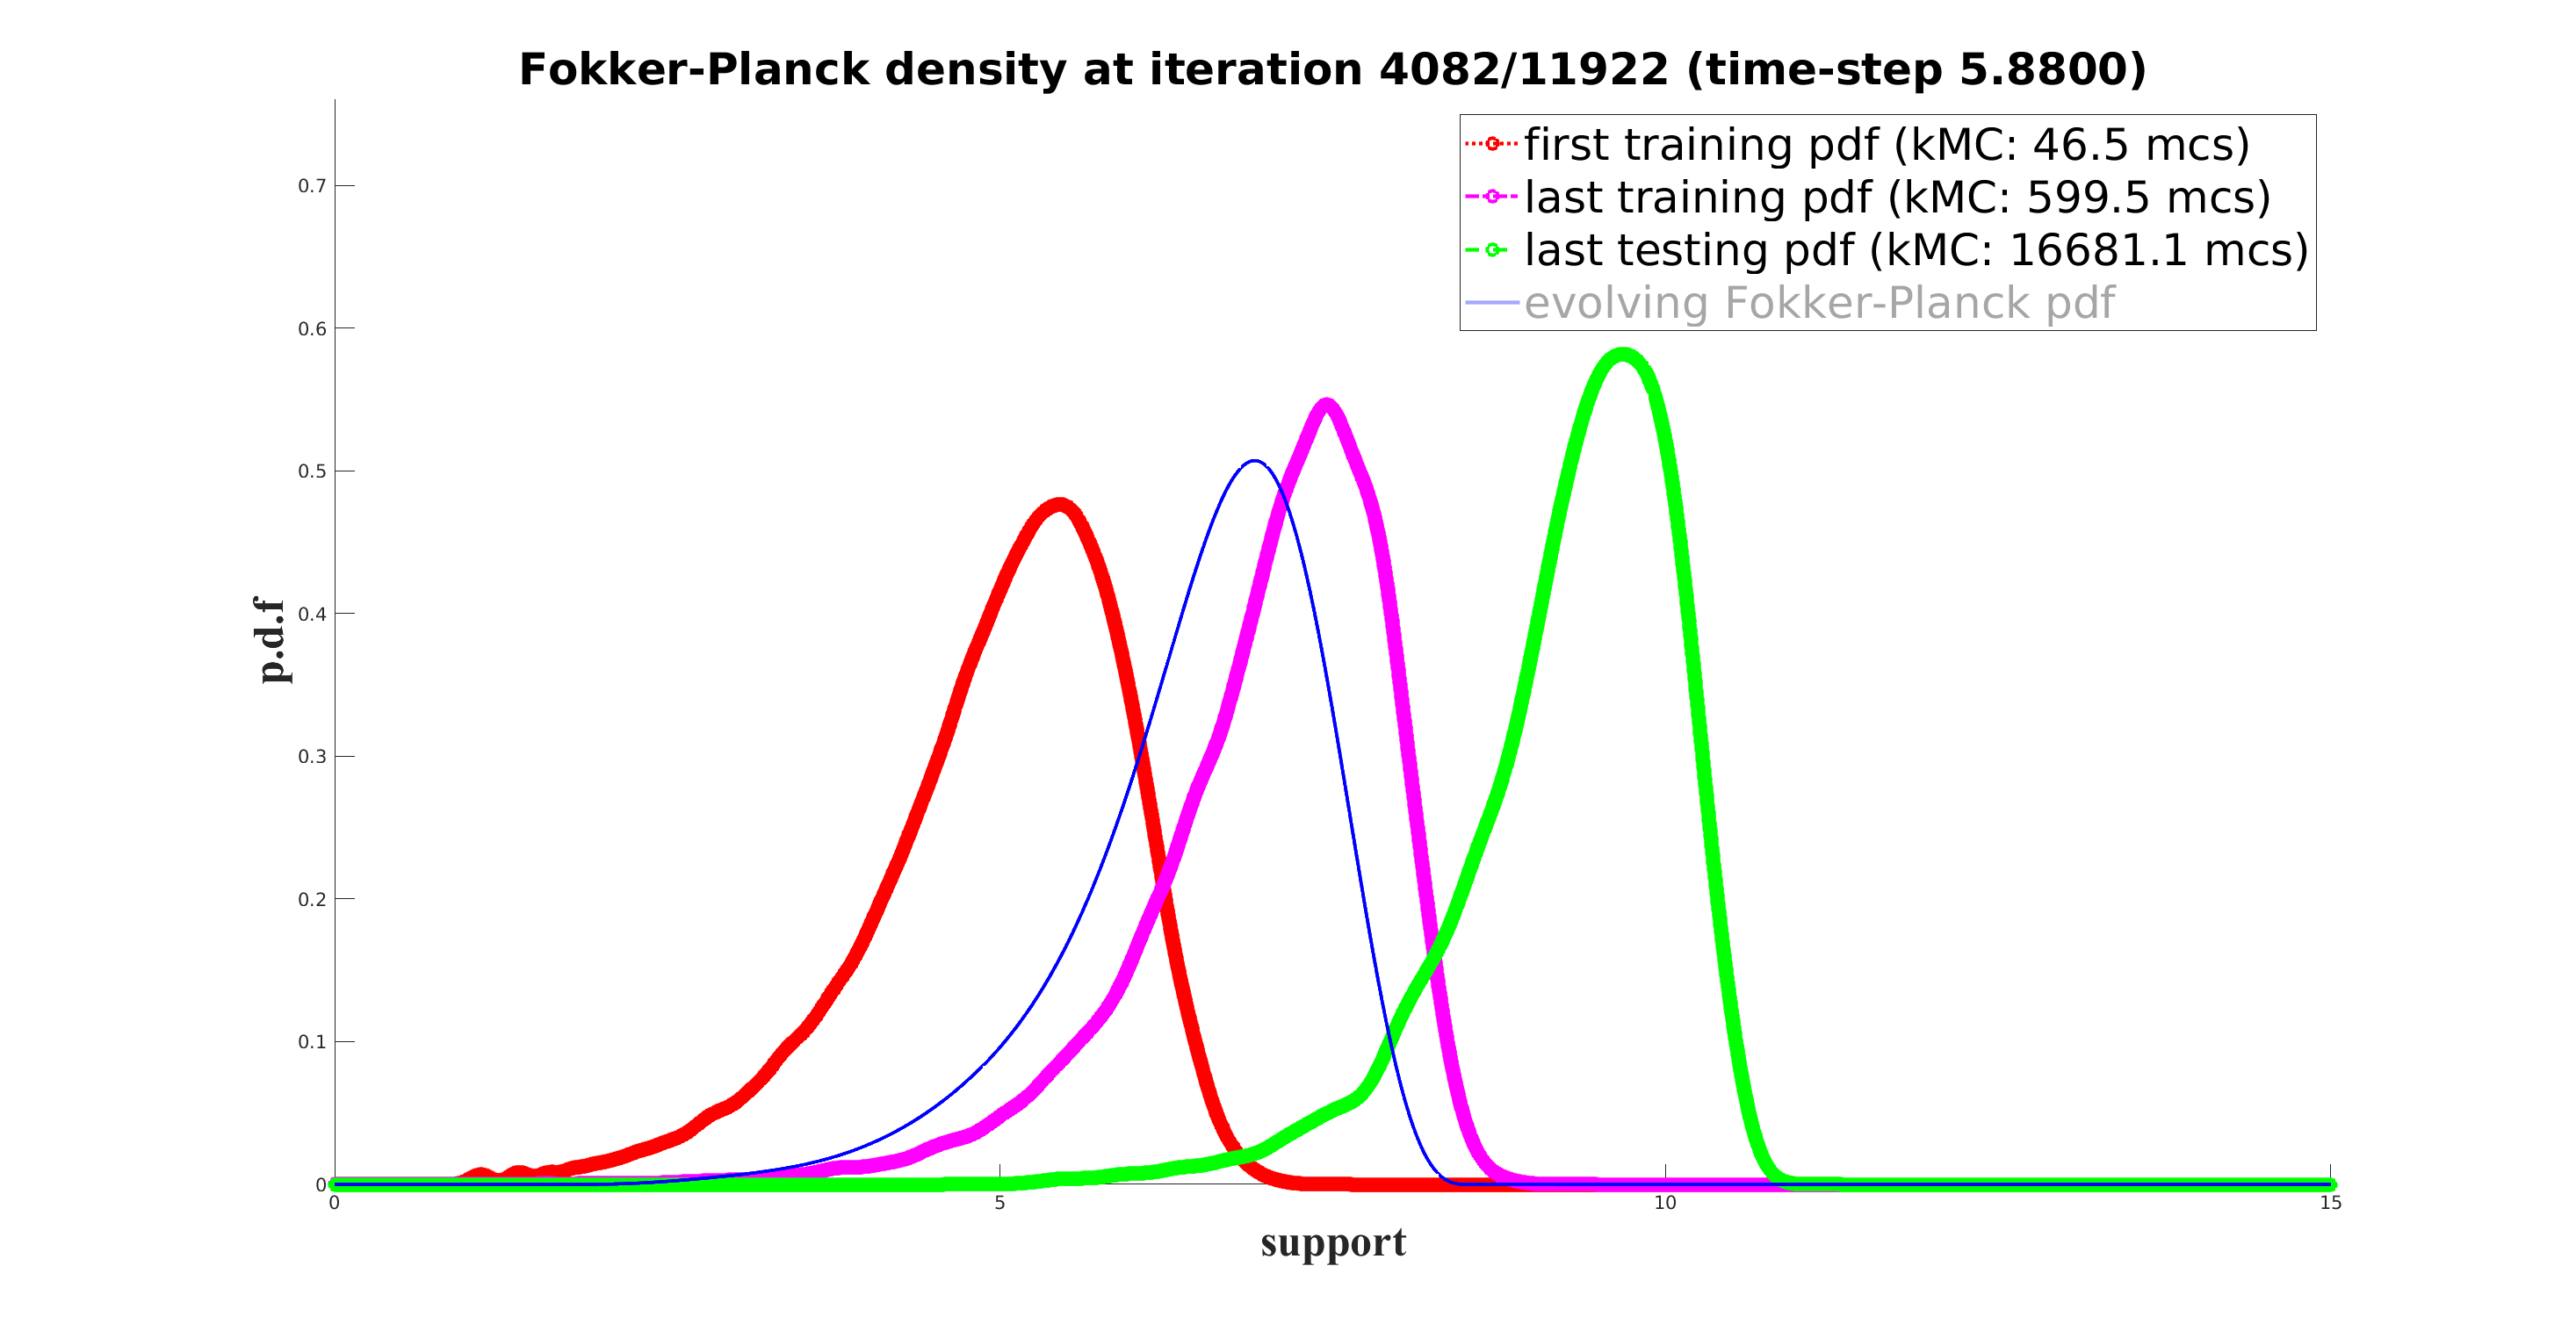 Fokker-Planck density at iteration 4082/11922 (time-step 5.8800)
first training pdf (kMC: 46.5 mcs)
last training pdf (kMC: 599.5 mcs)
last testing pdf (kMC: 16681.1 mcs)
evolving Fokker-Planck pdf
p.d.f
0.7
0.6
0.5
0.4
0.3
0.2
0.1
0
0 5 10 15
support